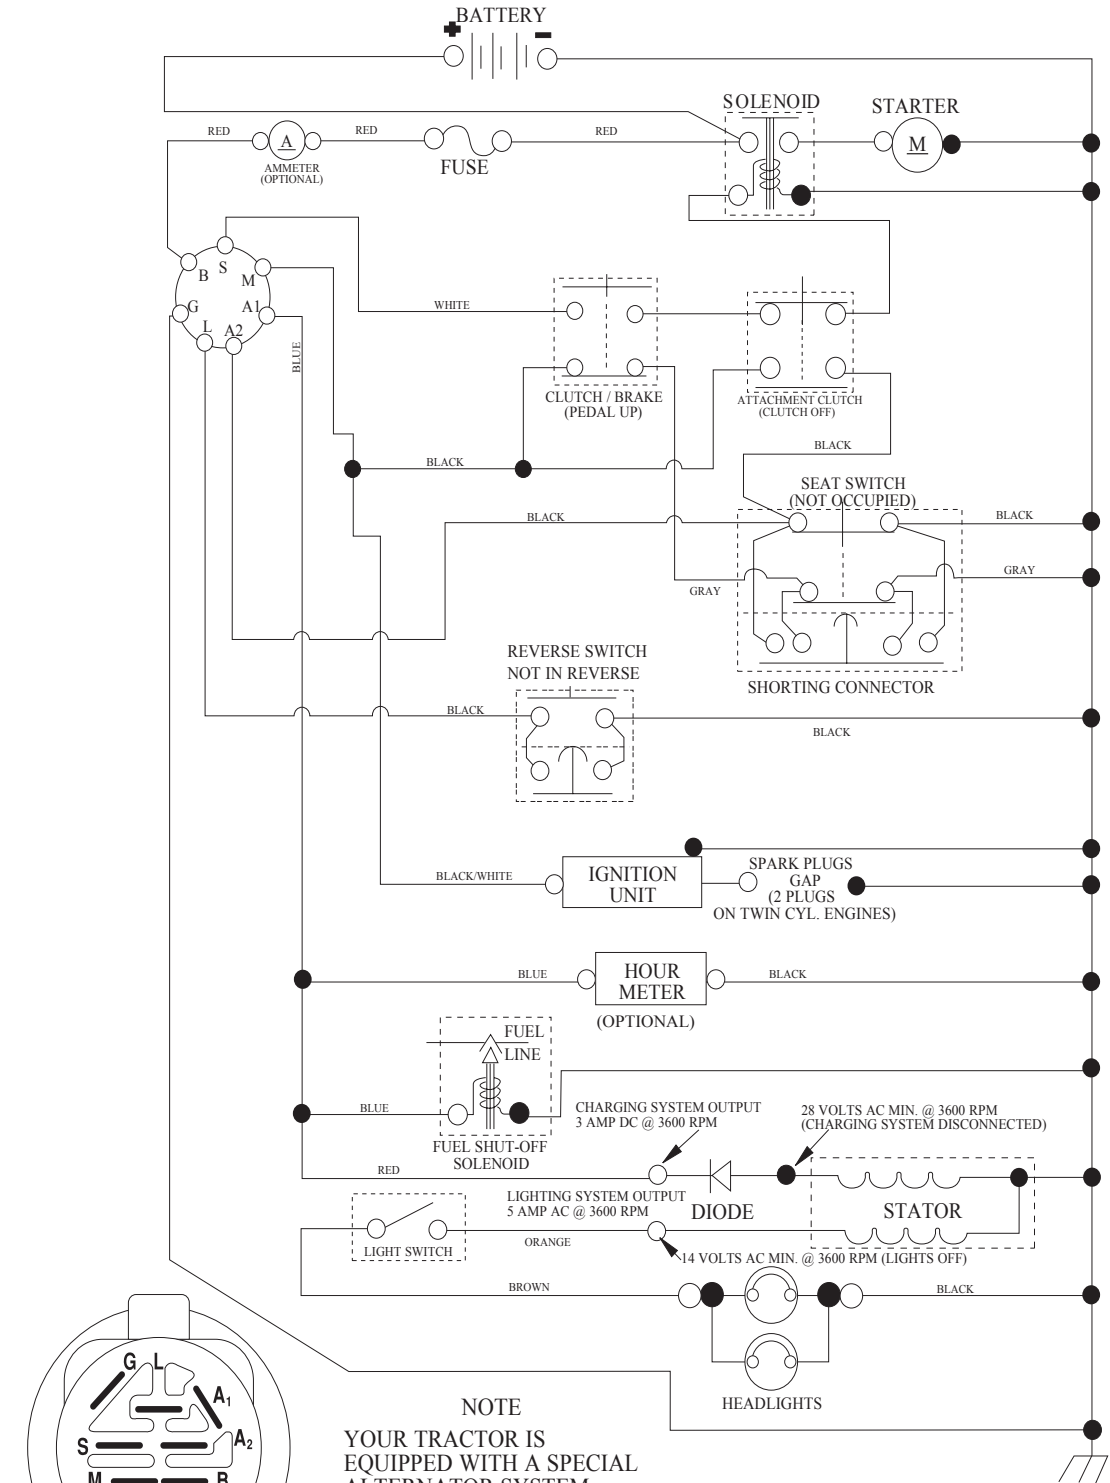 BATTERY
SOLENOID
STARTER
RED
A
RED
RED
M
AMMETER
(OPTIONAL)
FUSE
B
S
M
G
A1
L
A2
WHITE
BLUE
CLUTCH / BRAKE
(PEDAL UP)
ATTACHMENT CLUTCH
(CLUTCH OFF)
BLACK
BLACK
SEAT SWITCH
(NOT OCCUPIED)
BLACK
BLACK
GRAY
GRAY
REVERSE SWITCH
NOT IN REVERSE
SHORTING CONNECTOR
BLACK
BLACK
BLACK/WHITE
IGNITION
UNIT
SPARK PLUGS
GAP
(2 PLUGS
ON TWIN CYL. ENGINES)
BLUE
HOUR
METER
BLACK
(OPTIONAL)
FUEL
LINE
BLUE
FUEL SHUT-OFF
SOLENOID
CHARGING SYSTEM OUTPUT
3 AMP DC @ 3600 RPM
28 VOLTS AC MIN. @ 3600 RPM
(CHARGING SYSTEM DISCONNECTED)
RED
LIGHTING SYSTEM OUTPUT
5 AMP AC @ 3600 RPM
DIODE
STATOR
LIGHT SWITCH
ORANGE
14 VOLTS AC MIN. @ 3600 RPM (LIGHTS OFF)
BROWN
BLACK
HEADLIGHTS
G
L
A1
S
A2
M
B
NOTE
YOUR TRACTOR IS
EQUIPPED WITH A SPECIAL
ALTERNATOR SYSTEM